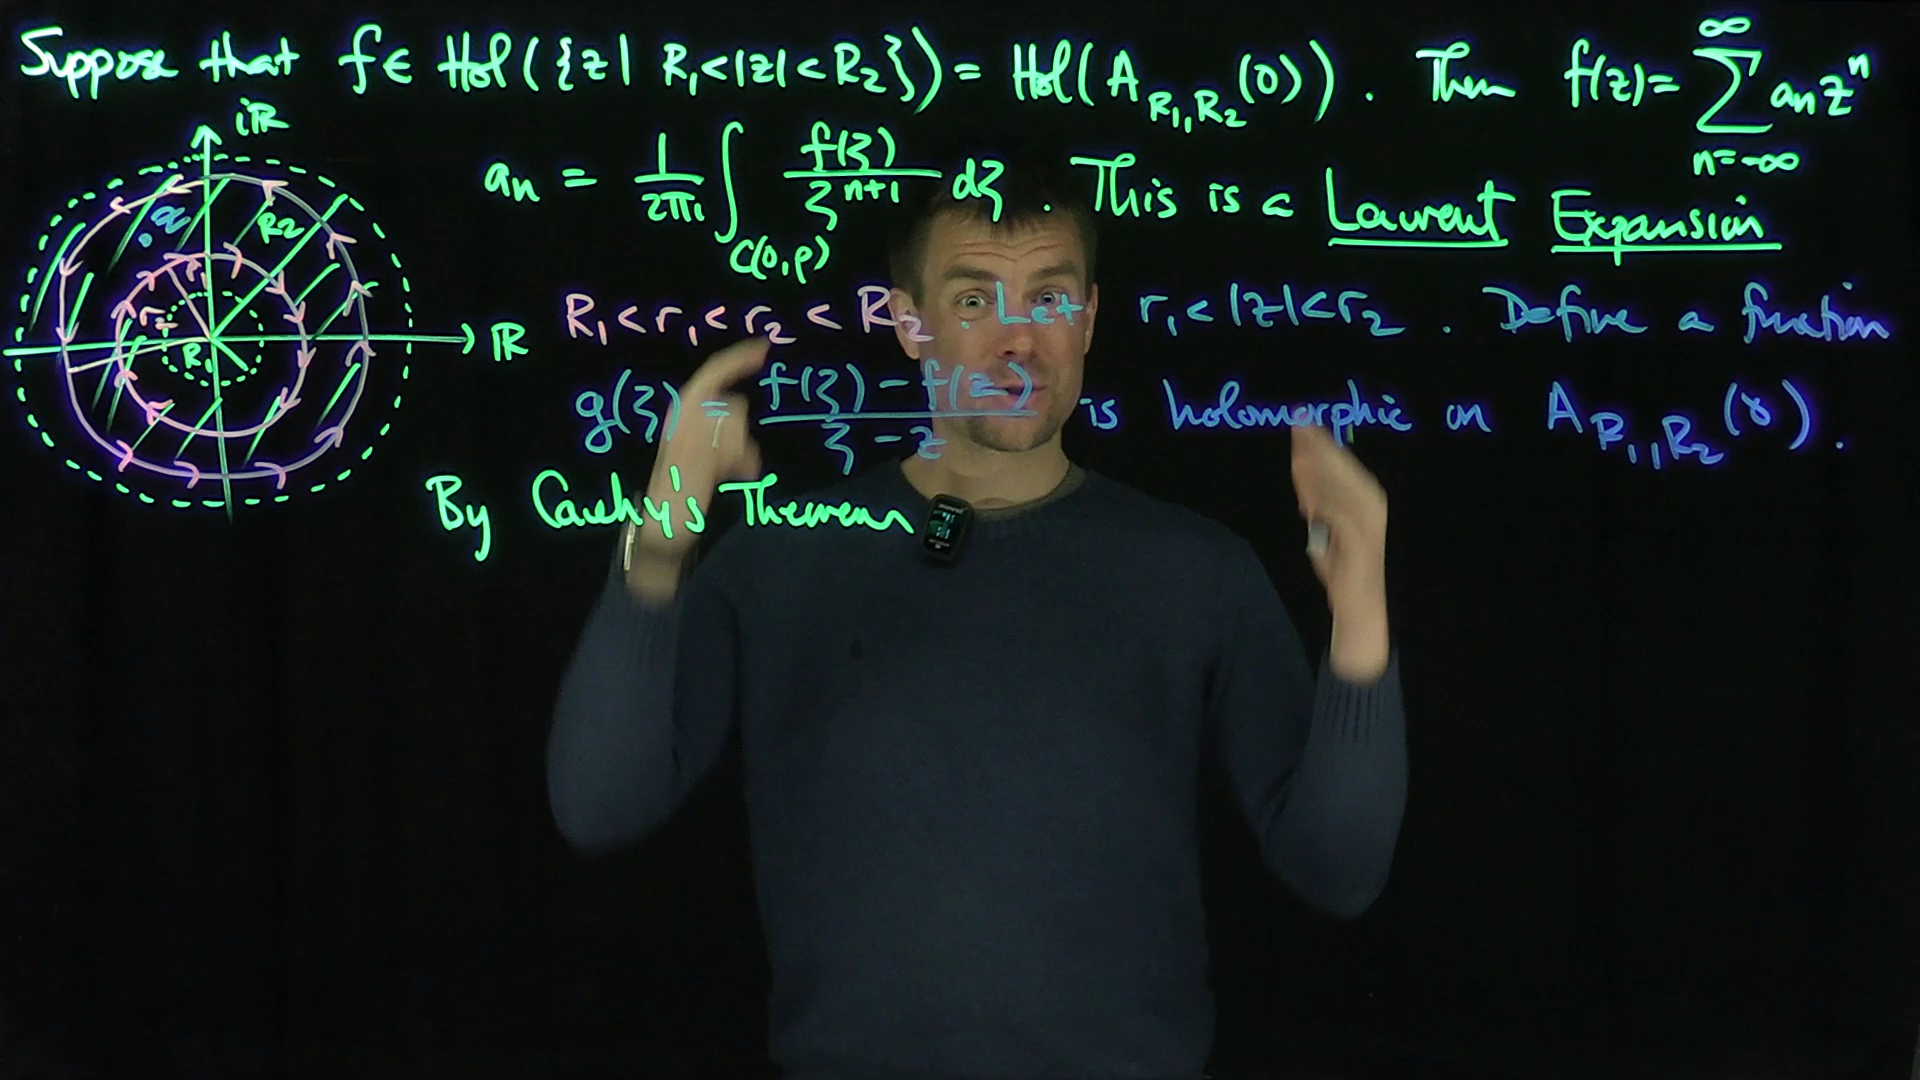 Suppose that f ∈ Hol({z| R₁<|z|<R₂}) = Hol(A_{R₁,R₂}(0)). Then f(z) = ∑_{n=-∞}^{∞} aₙzⁿ
aₙ = 1/2πi ∫_{C(0,ρ)} f(ζ)/ζ^{n+1} dζ. This is a Laurent Expansion
R₁<r₁<r₂<R₂. Let r₁<|z|<r₂. Define a function
g(ζ) = f(ζ)-f(z)/ζ-z is holomorphic on A_{R₁,R₂}(0).
By Cauchy's Theorem
iℝ
z
R₂
r₁
r₂
R₁
ℝ